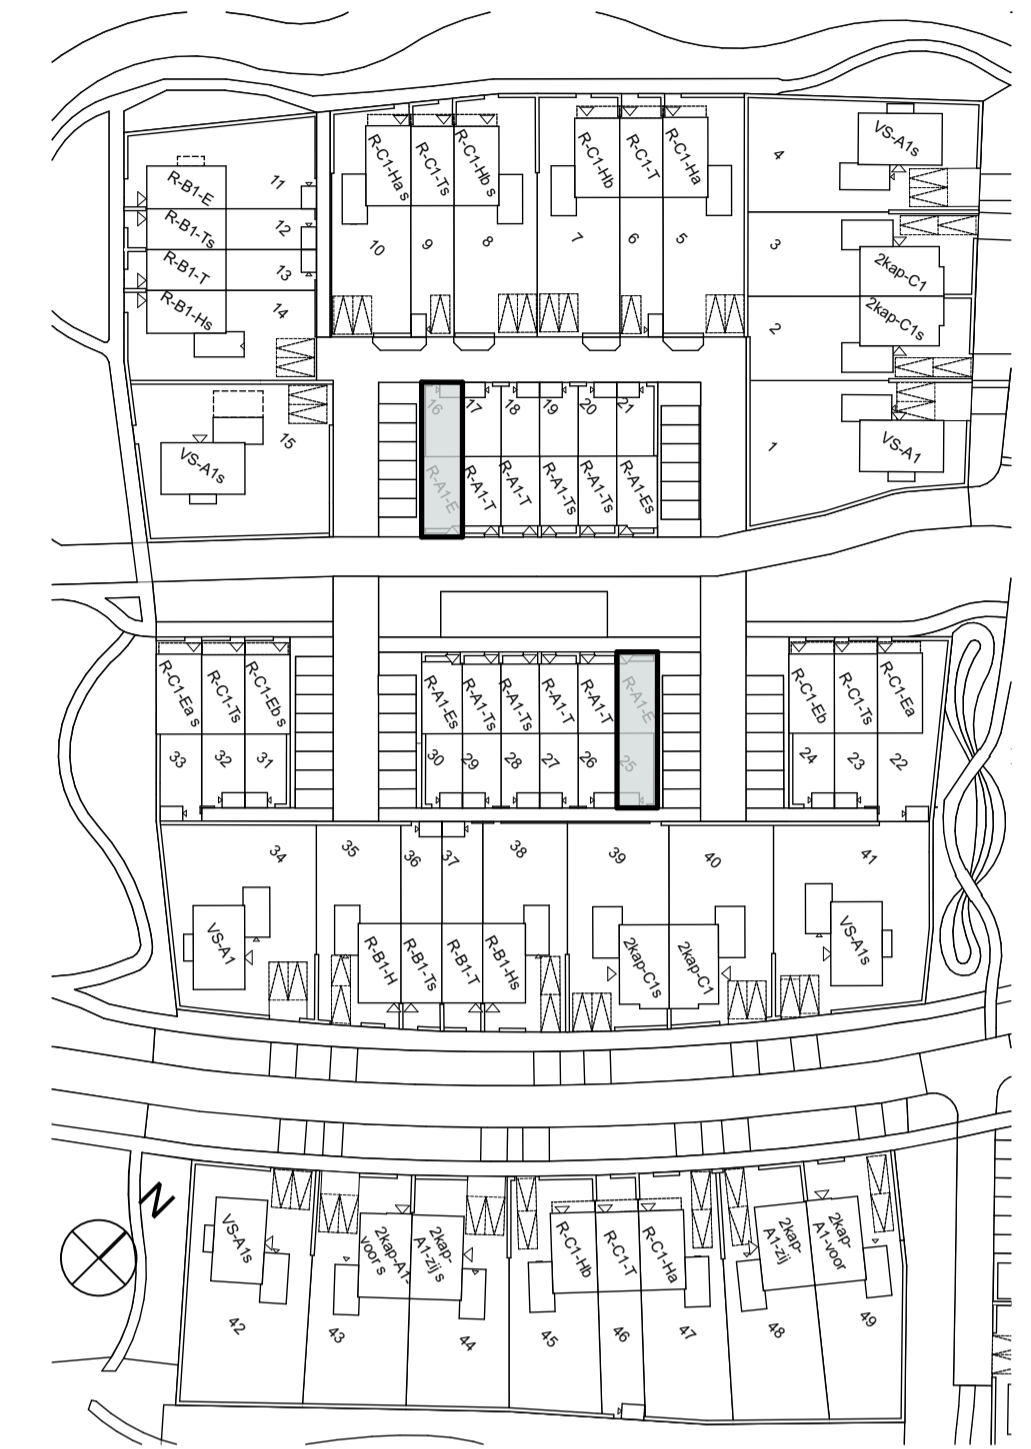 R-C1-Ha s
R-C1-Ts
R-C1-Hb s
10
9
8
R-C1-Hb
R-C1-T
R-C1-Ha
7
6
5
VS-A1s
4
3
2kap-C1
2kap-C1s
2
VS-A1
1
R-B1-E
R-B1-Ts
R-B1-T
R-B1-Hs
11
12
13
14
15
VS-A1s
16
17
18
19
20
21
R-A1-E
R-A1-T
R-A1-T
R-A1-Ts
R-A1-Ts
R-A1-Es
R-C1-Ea s
R-C1-Ts
R-C1-Eb s
33
32
31
R-A1-Es
R-A1-Ts
R-A1-Ts
R-A1-T
R-A1-T
R-A1-E
30
29
28
27
26
25
R-C1-Eb
R-C1-Ts
R-C1-Ea
24
23
22
34
35
36
37
38
39
40
41
VS-A1
R-B1-H
R-B1-Ts
R-B1-T
R-B1-Hs
2kap-C1s
2kap-C1
VS-A1s
N
VS-A1s
2kap-A1-
voor s
2kap-
A1-zij s
R-C1-Hb
R-C1-T
R-C1-Ha
2kap-
A1-zij
2kap-
A1-voor
42
43
44
45
46
47
48
49